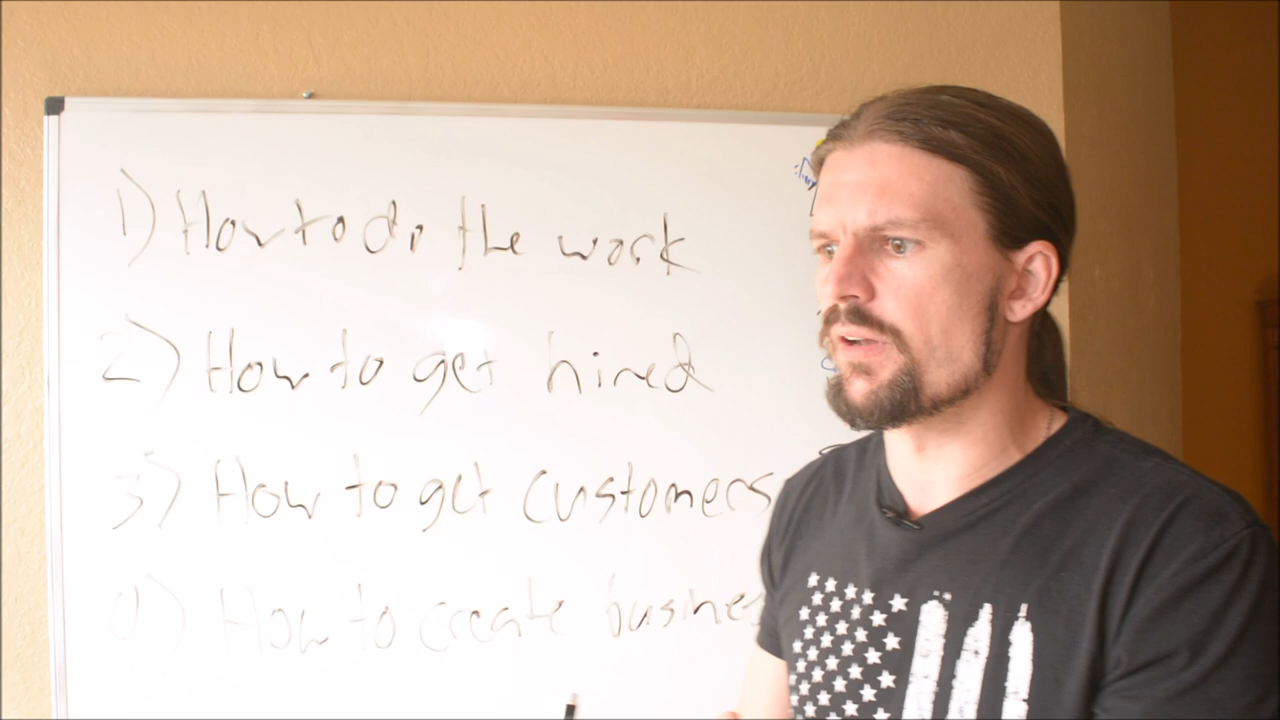 1) How to do the work
2) How to get hired
3) How to get customers
4) How to create busines